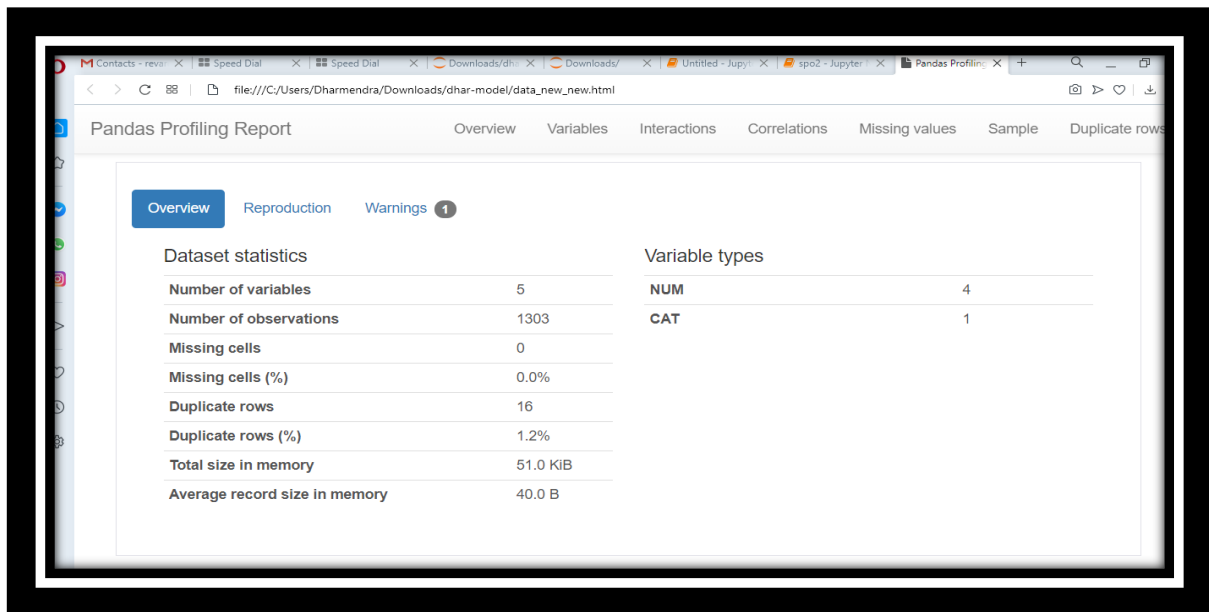 Contacts - reva
Speed Dial
Speed Dial
Downloads/dha
Downloads/
Untitled - Jupyt
spo2 - Jupyter
Pandas Profiling
file:///C:/Users/Dharmendra/Downloads/dhar-model/data_new_new.html
Pandas Profiling Report Overview Variables Interactions Correlations Missing values Sample Duplicate rows
Overview Reproduction Warnings 1
Dataset statistics
Number of variables 5
Number of observations 1303
Missing cells 0
Missing cells (%) 0.0%
Duplicate rows 16
Duplicate rows (%) 1.2%
Total size in memory 51.0 KiB
Average record size in memory 40.0 B
Variable types
NUM 4
CAT 1